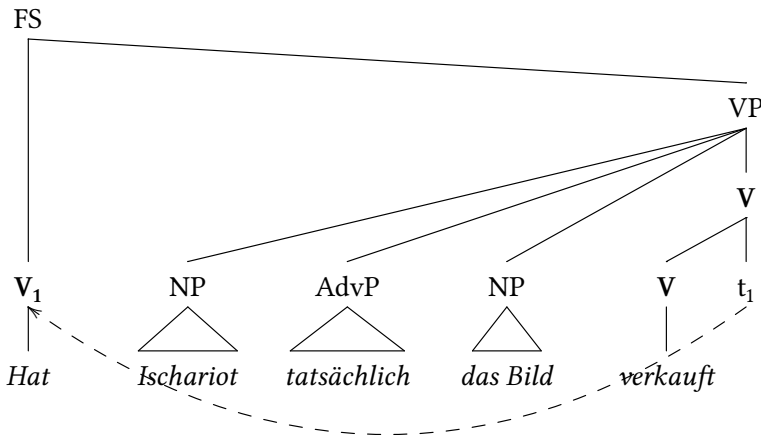 FS
VP
V
V₁ NP AdvP NP V t₁
Hat Ischariot tatsächlich das Bild verkauft